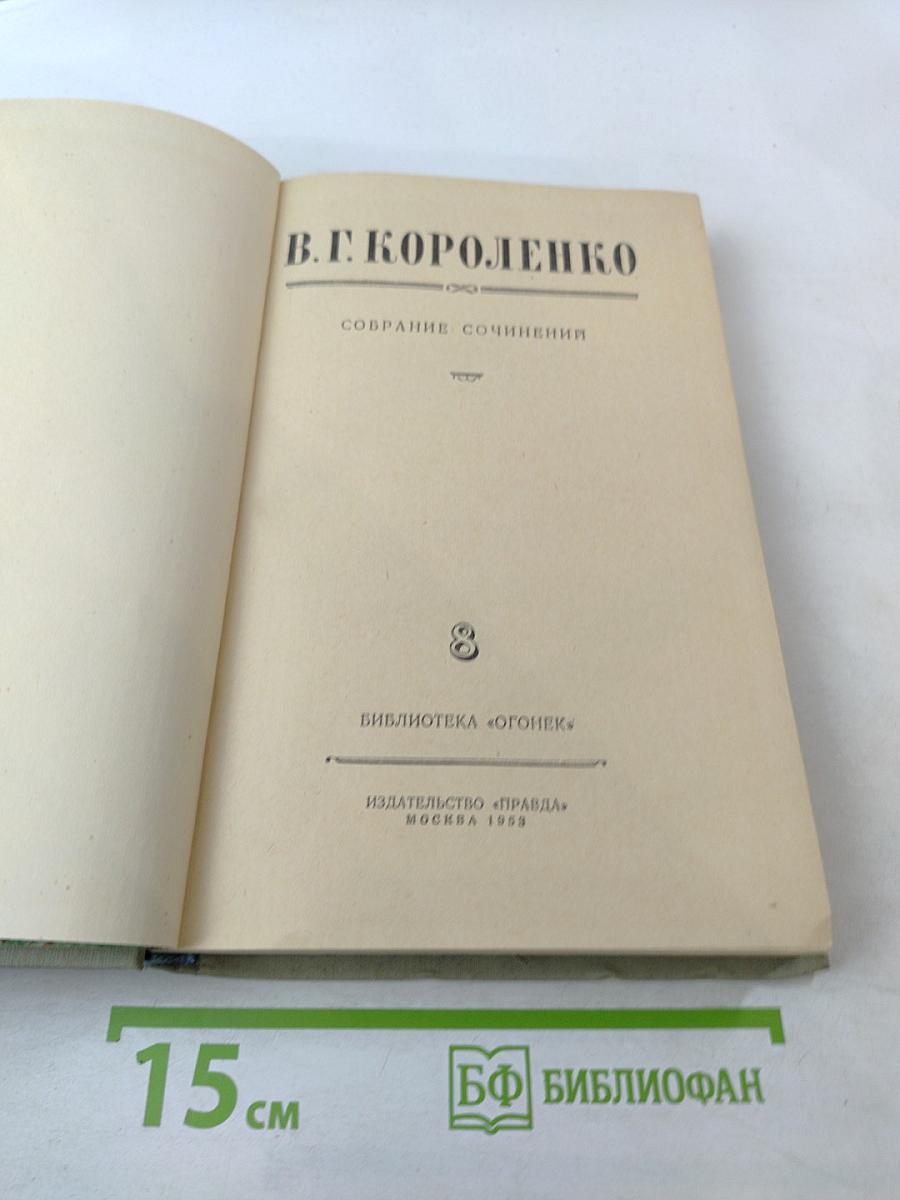 В. Г. КОРОЛЕНКО
СОБРАНИЕ СОЧИНЕНИЙ
8
БИБЛИОТЕКА «ОГОНЕК»
ИЗДАТЕЛЬСТВО «ПРАВДА»
МОСКВА 1953
15 см
БФ БИБЛИОФАН